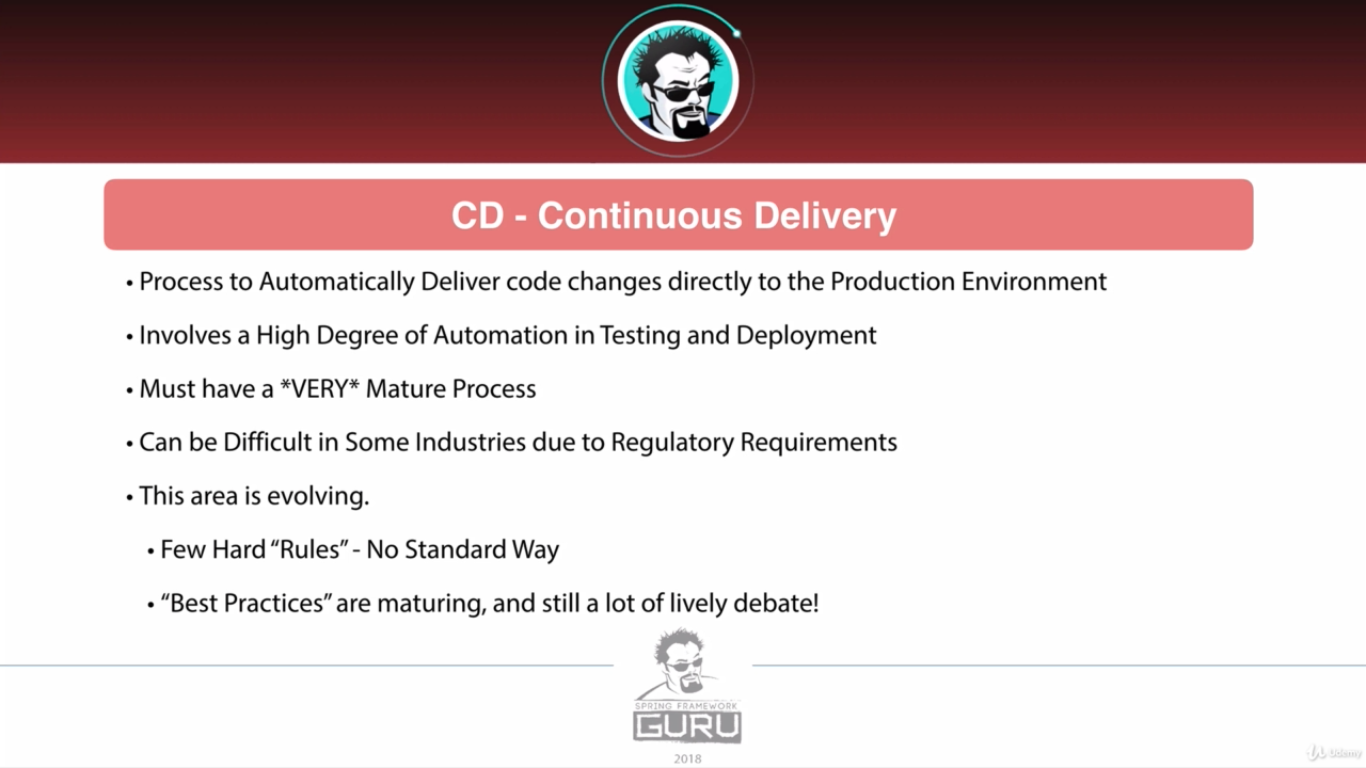 CD - Continuous Delivery
• Process to Automatically Deliver code changes directly to the Production Environment
• Involves a High Degree of Automation in Testing and Deployment
• Must have a *VERY* Mature Process
• Can be Difficult in Some Industries due to Regulatory Requirements
• This area is evolving.
• Few Hard “Rules” - No Standard Way
• “Best Practices” are maturing, and still a lot of lively debate!
SPRING FRAMEWORK
GURU
2018
Udemy